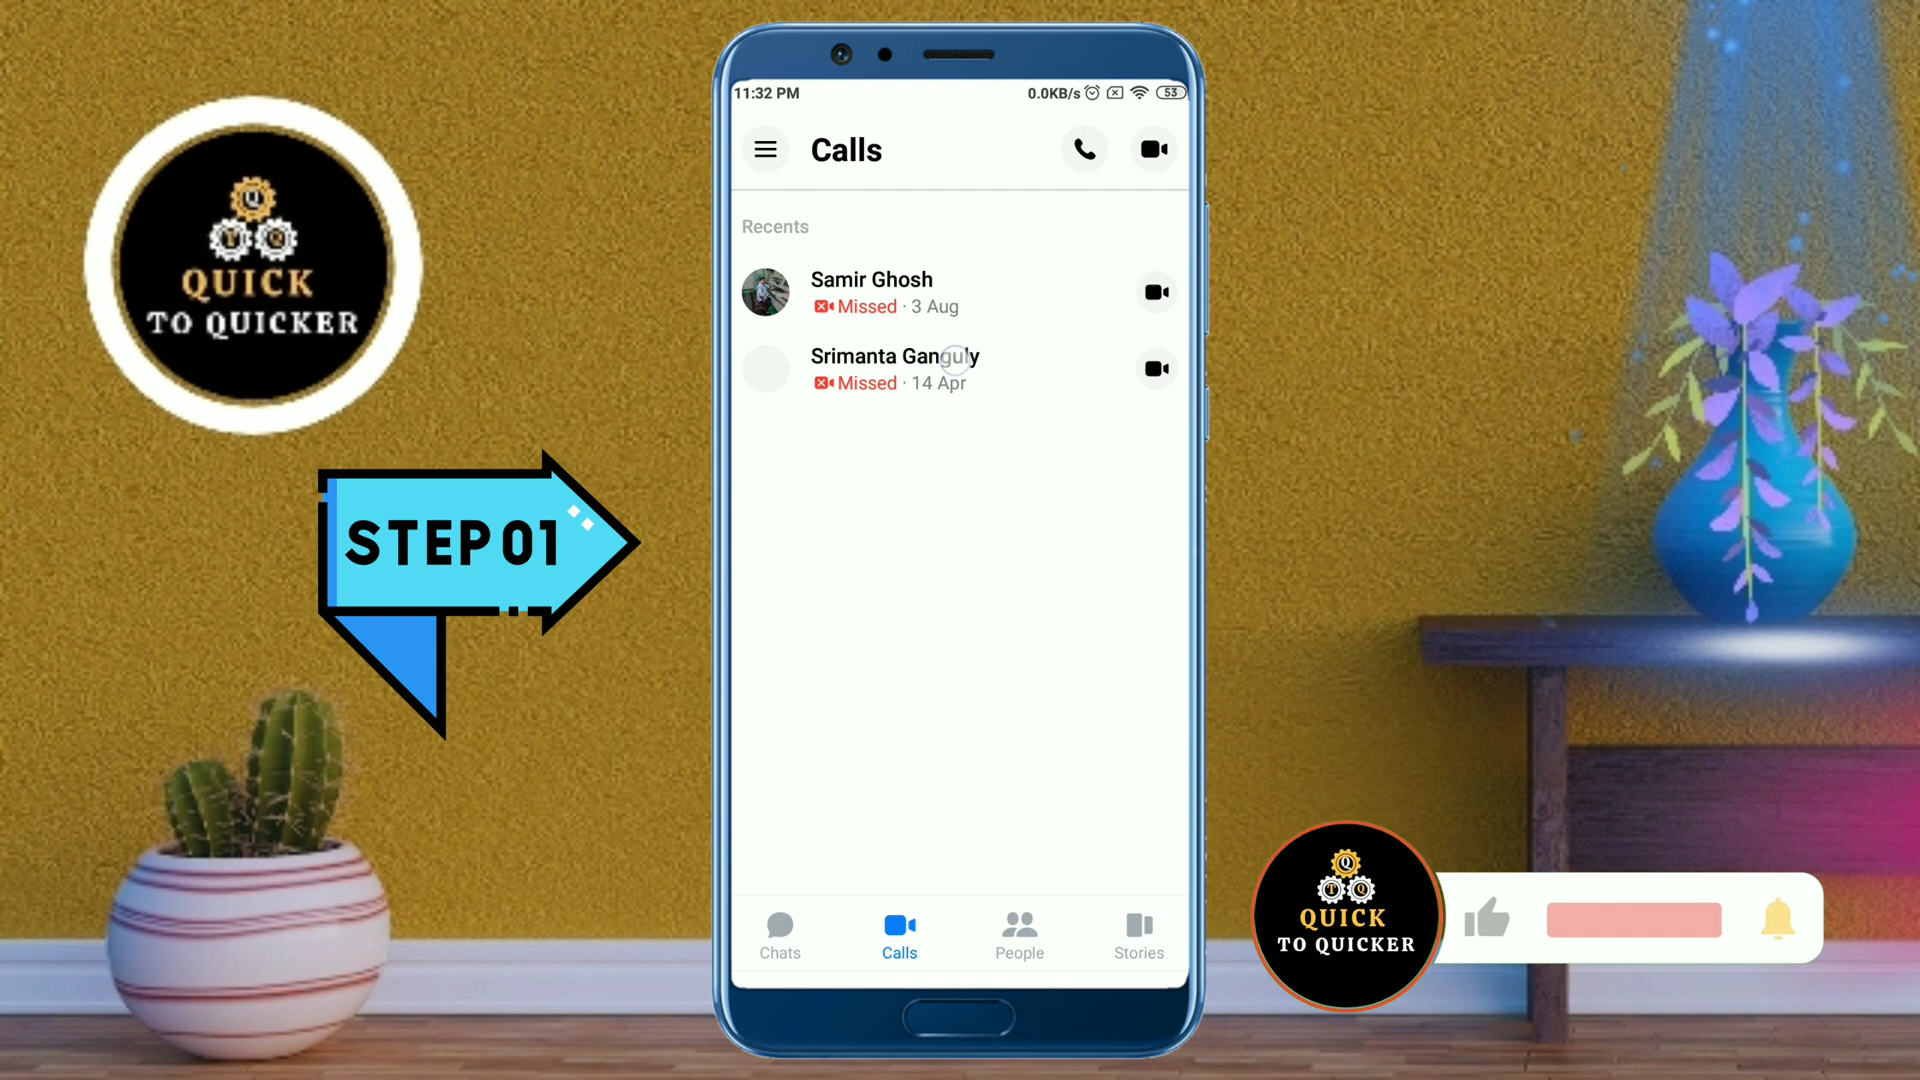 Q
T Q
QUICK
TO QUICKER
STEP 01
11:32 PM
0.0KB/s
53
Calls
Recents
Samir Ghosh
Missed · 3 Aug
Srimanta Ganguly
Missed · 14 Apr
Chats
Calls
People
Stories
Q
T Q
QUICK
TO QUICKER